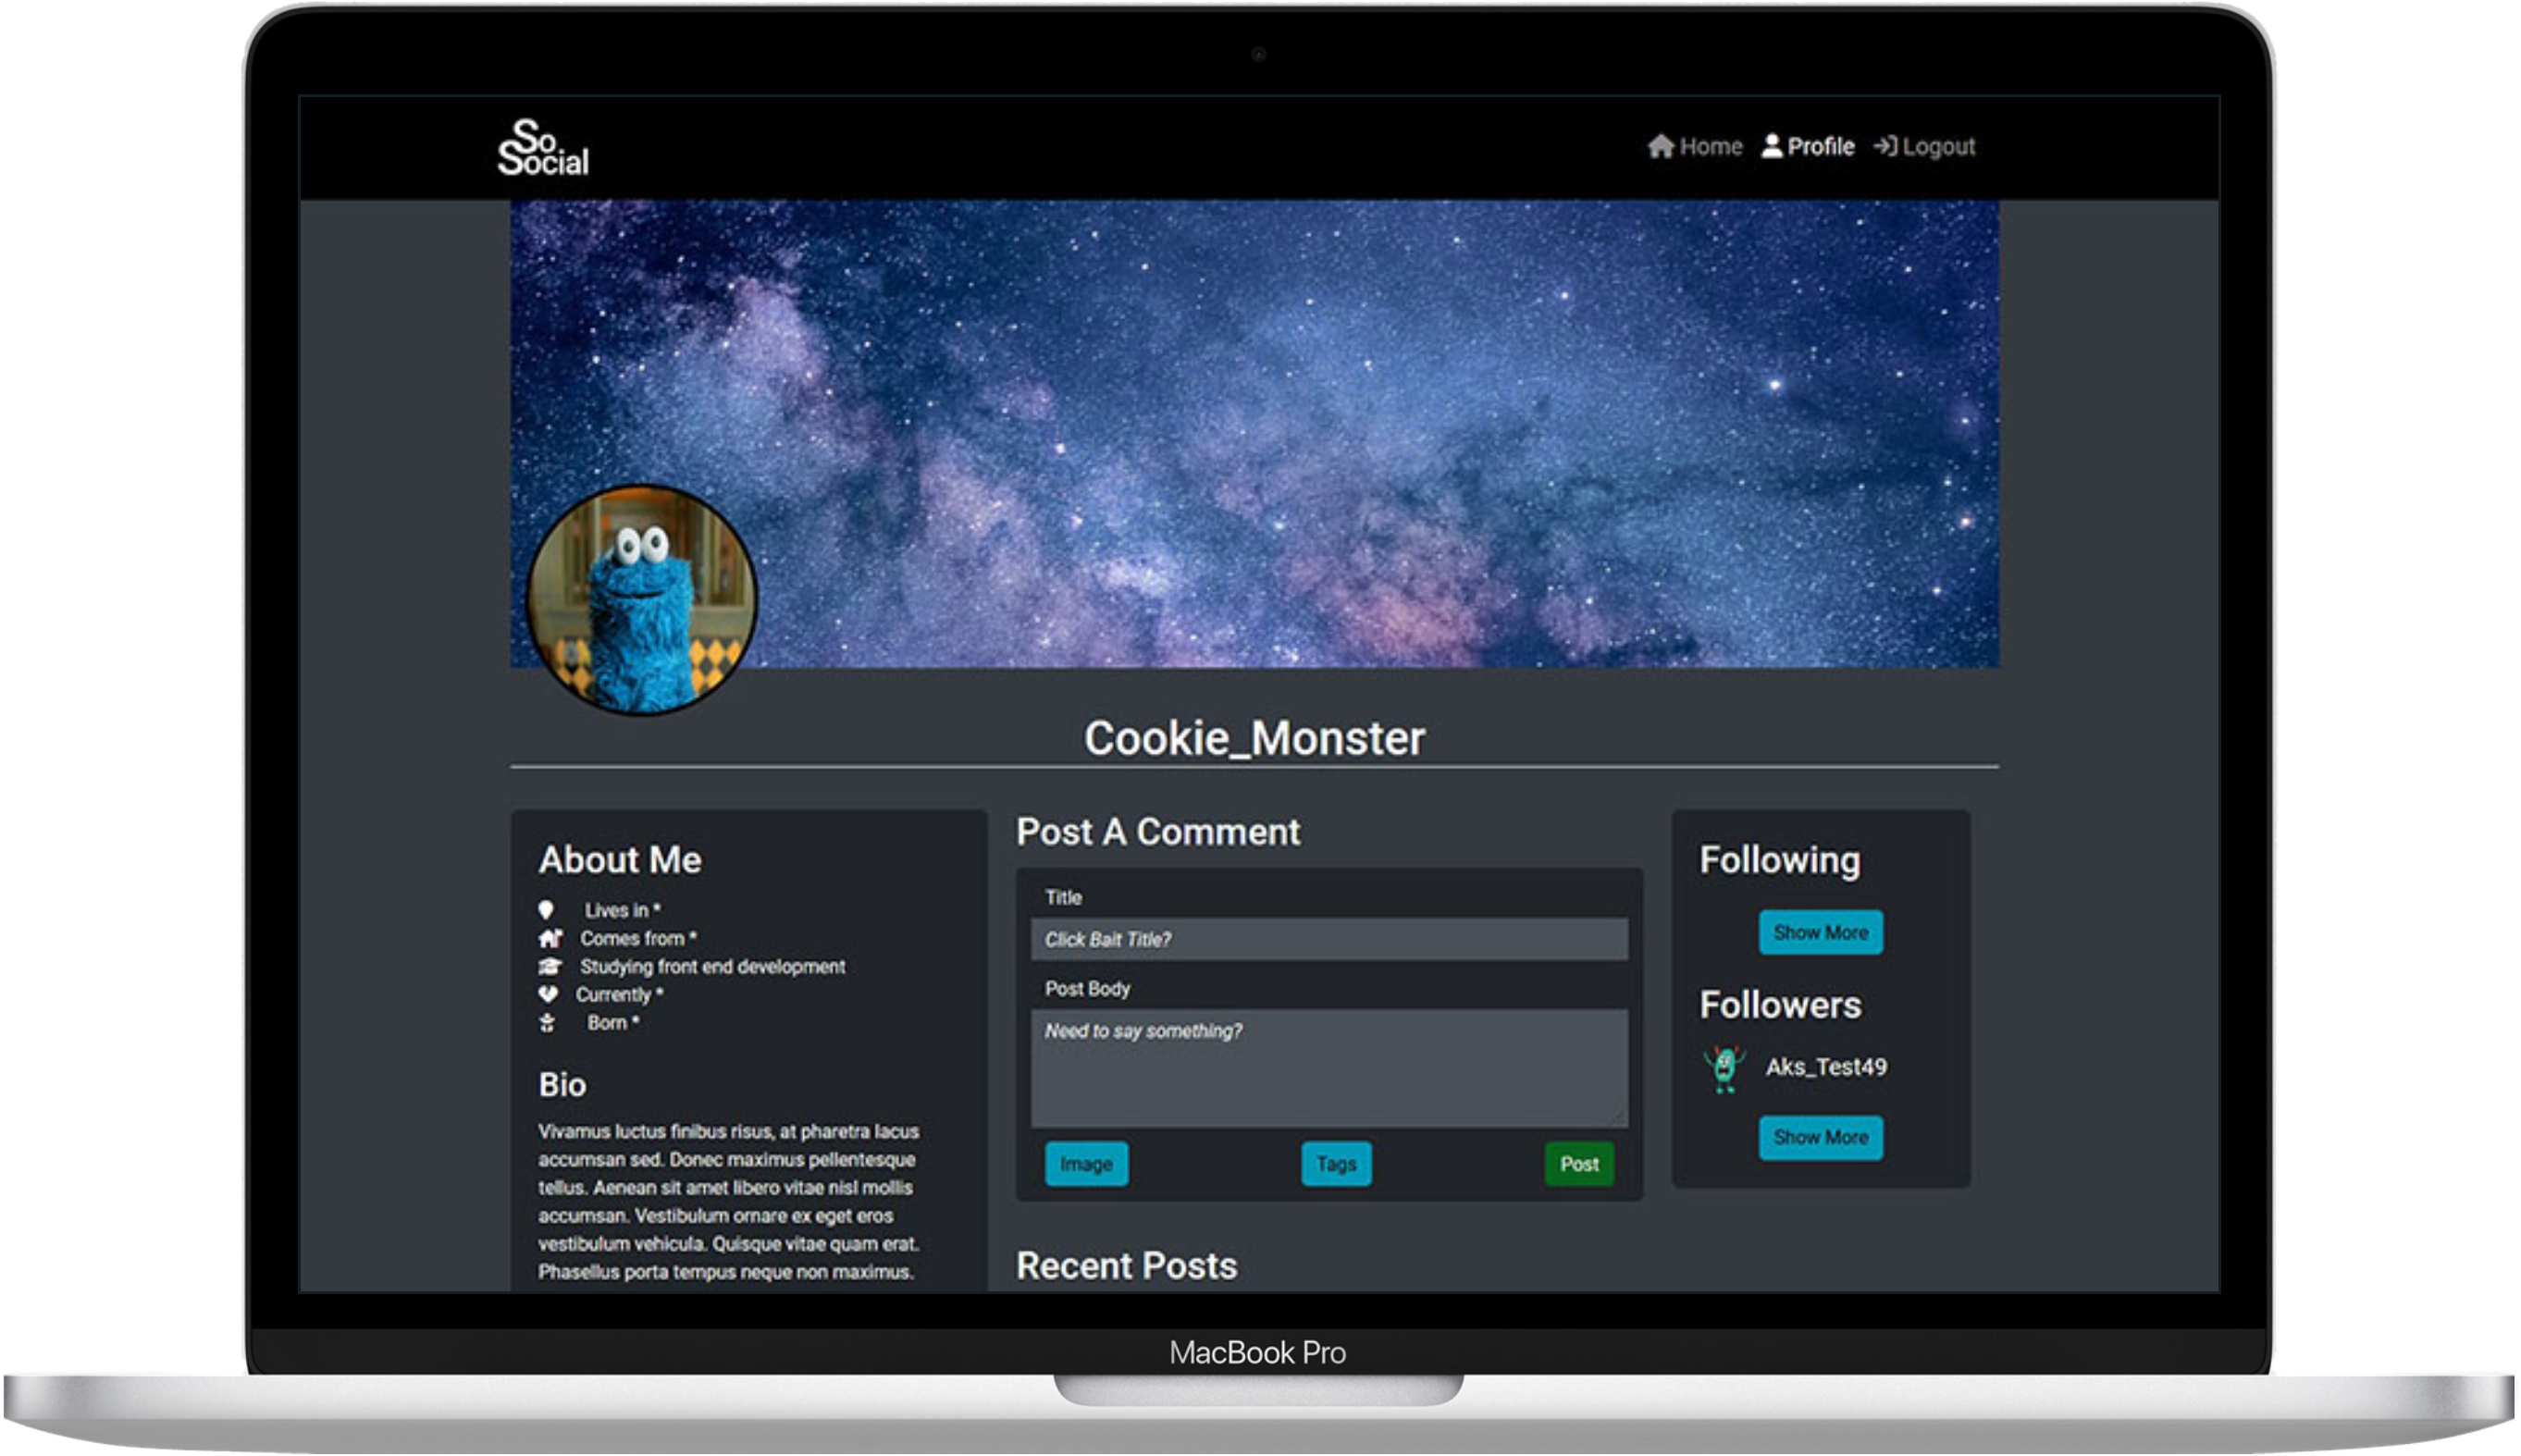 So
Social
Home Profile Logout
Cookie_Monster
About Me
Lives in *
Comes from *
Studying front end development
Currently *
Born *
Bio
Vivamus luctus finibus risus, at pharetra lacus
accumsan sed. Donec maximus pellentesque
tellus. Aenean sit amet libero vitae nisl mollis
accumsan. Vestibulum ornare ex eget eros
vestibulum vehicula. Quisque vitae quam erat.
Phasellus porta tempus neque non maximus.
Post A Comment
Title
Click Bait Title?
Post Body
Need to say something?
Image Tags Post
Recent Posts
Following
Show More
Followers
Aks_Test49
Show More
MacBook Pro